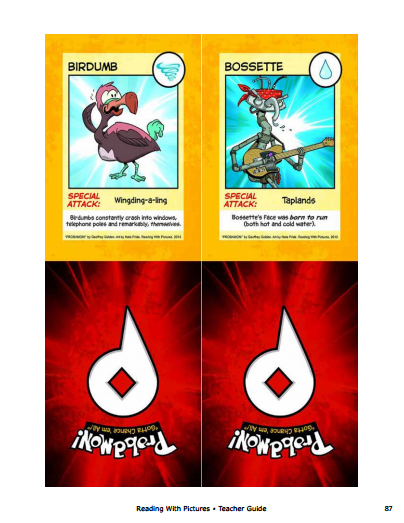 BIRDUMB
SPECIAL ATTACK: Wingding-a-ling
Birdumbs constantly crash into windows,
telephone poles and remarkably, themselves.
"PROBAMON!" by Geoffrey Golden. Art by Nate Pride. Reading With Pictures, 2012
BOSSETTE
SPECIAL ATTACK: Taplands
Bossette's Face was born to run
(both hot and cold water).
"PROBAMON!" by Geoffrey Golden. Art by Nate Pride. Reading With Pictures, 2012
"Gotta Chance 'em All!"
PROBAMON!
"Gotta Chance 'em All!"
PROBAMON!
Reading With Pictures • Teacher Guide
87